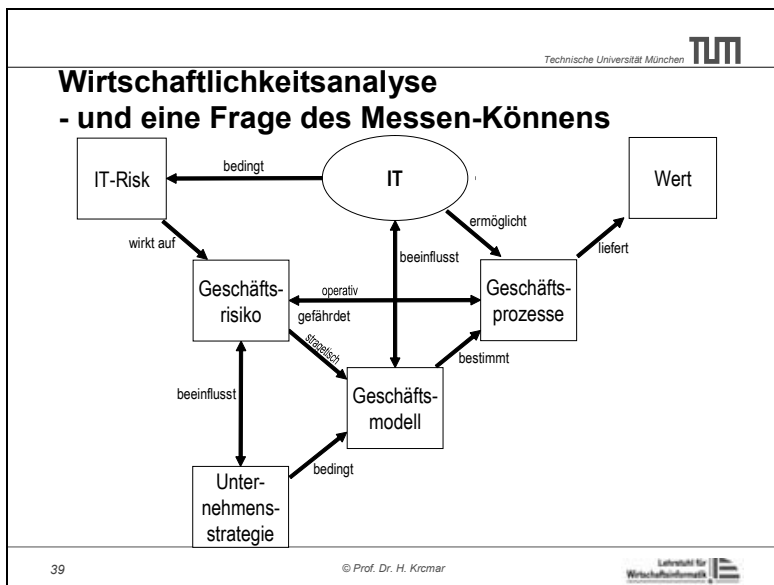 Technische Universität München
TUM
Wirtschaftlichkeitsanalyse
- und eine Frage des Messen-Könnens
IT-Risk
bedingt
IT
Wert
ermöglicht
wirkt auf
beeinflusst
liefert
Geschäfts-
risiko
operativ
gefährdet
Geschäfts-
prozesse
stragetisch
bestimmt
beeinflusst
Geschäfts-
modell
bedingt
Unter-
nehmens-
strategie
39
© Prof. Dr. H. Krcmar
Lehrstuhl für
Wirtschaftsinformatik